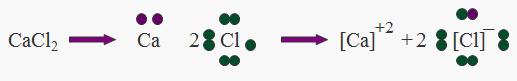 CaCl₂ Ca 2 Cl [Ca]⁺² + 2 [Cl]⁻